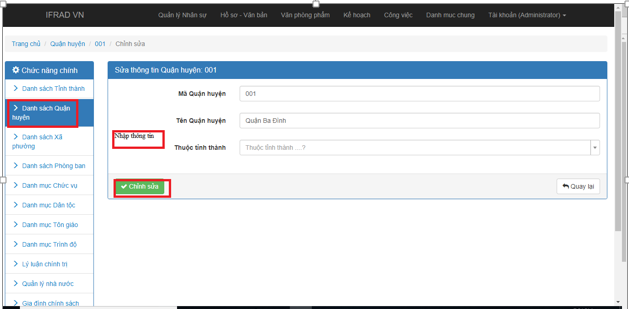 IFRAD VN
Quản lý Nhân sự
Hồ sơ - Văn bản
Văn phòng phẩm
Kế hoạch
Công việc
Danh mục chung
Tài khoản (Administrator)
Trang chủ / Quận huyện / 001 / Chỉnh sửa
Chức năng chính
Danh sách Tỉnh thành
Danh sách Quận
huyện
Danh sách Xã
phường
Danh sách Phòng ban
Danh mục Chức vụ
Danh mục Dân tộc
Danh mục Tôn giáo
Danh mục Trình độ
Lý luận chính trị
Quản lý nhà nước
Gia đình chính sách
Sửa thông tin Quận huyện: 001
Mã Quận huyện
001
Tên Quận huyện
Quận Ba Đình
Nhập thông tin
Thuộc tỉnh thành
Thuộc tỉnh thành ... ?
Chỉnh sửa
Quay lại